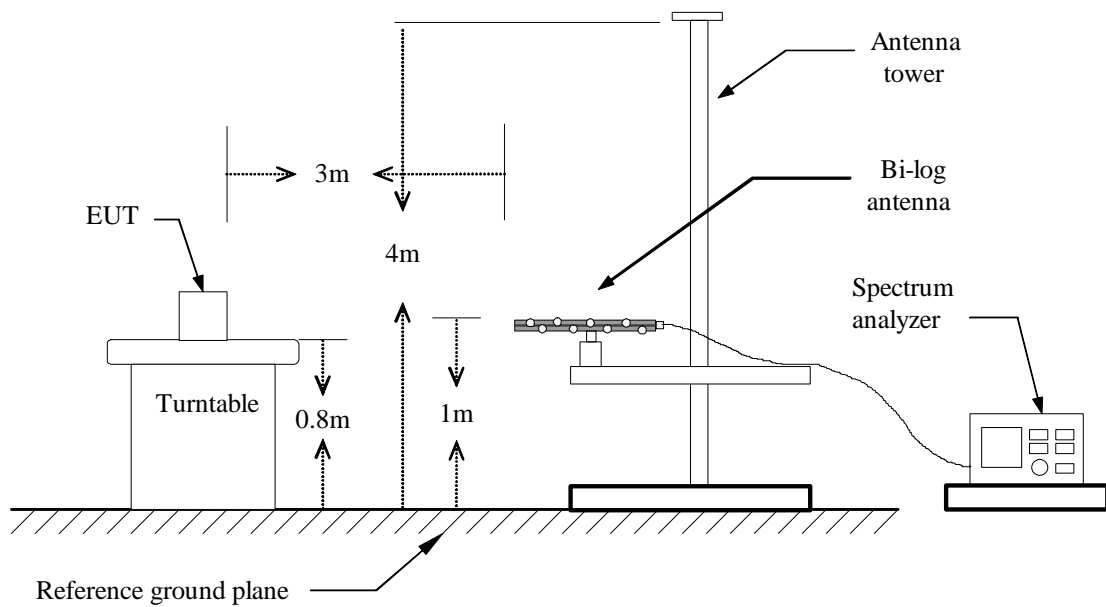 Antenna
tower
3m
Bi-log
antenna
EUT
4m
Spectrum
analyzer
Turntable
0.8m
1m
Reference ground plane